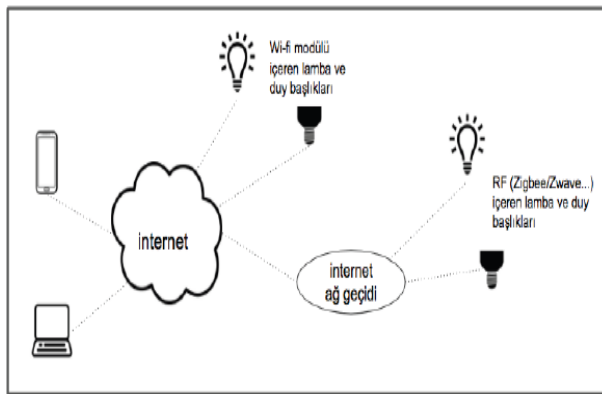 Wi-fi modülü
içeren lamba ve
duy başlıkları
RF (Zigbee/Zwave...)
içeren lamba ve duy
başlıkları
internet
internet
ağ geçidi